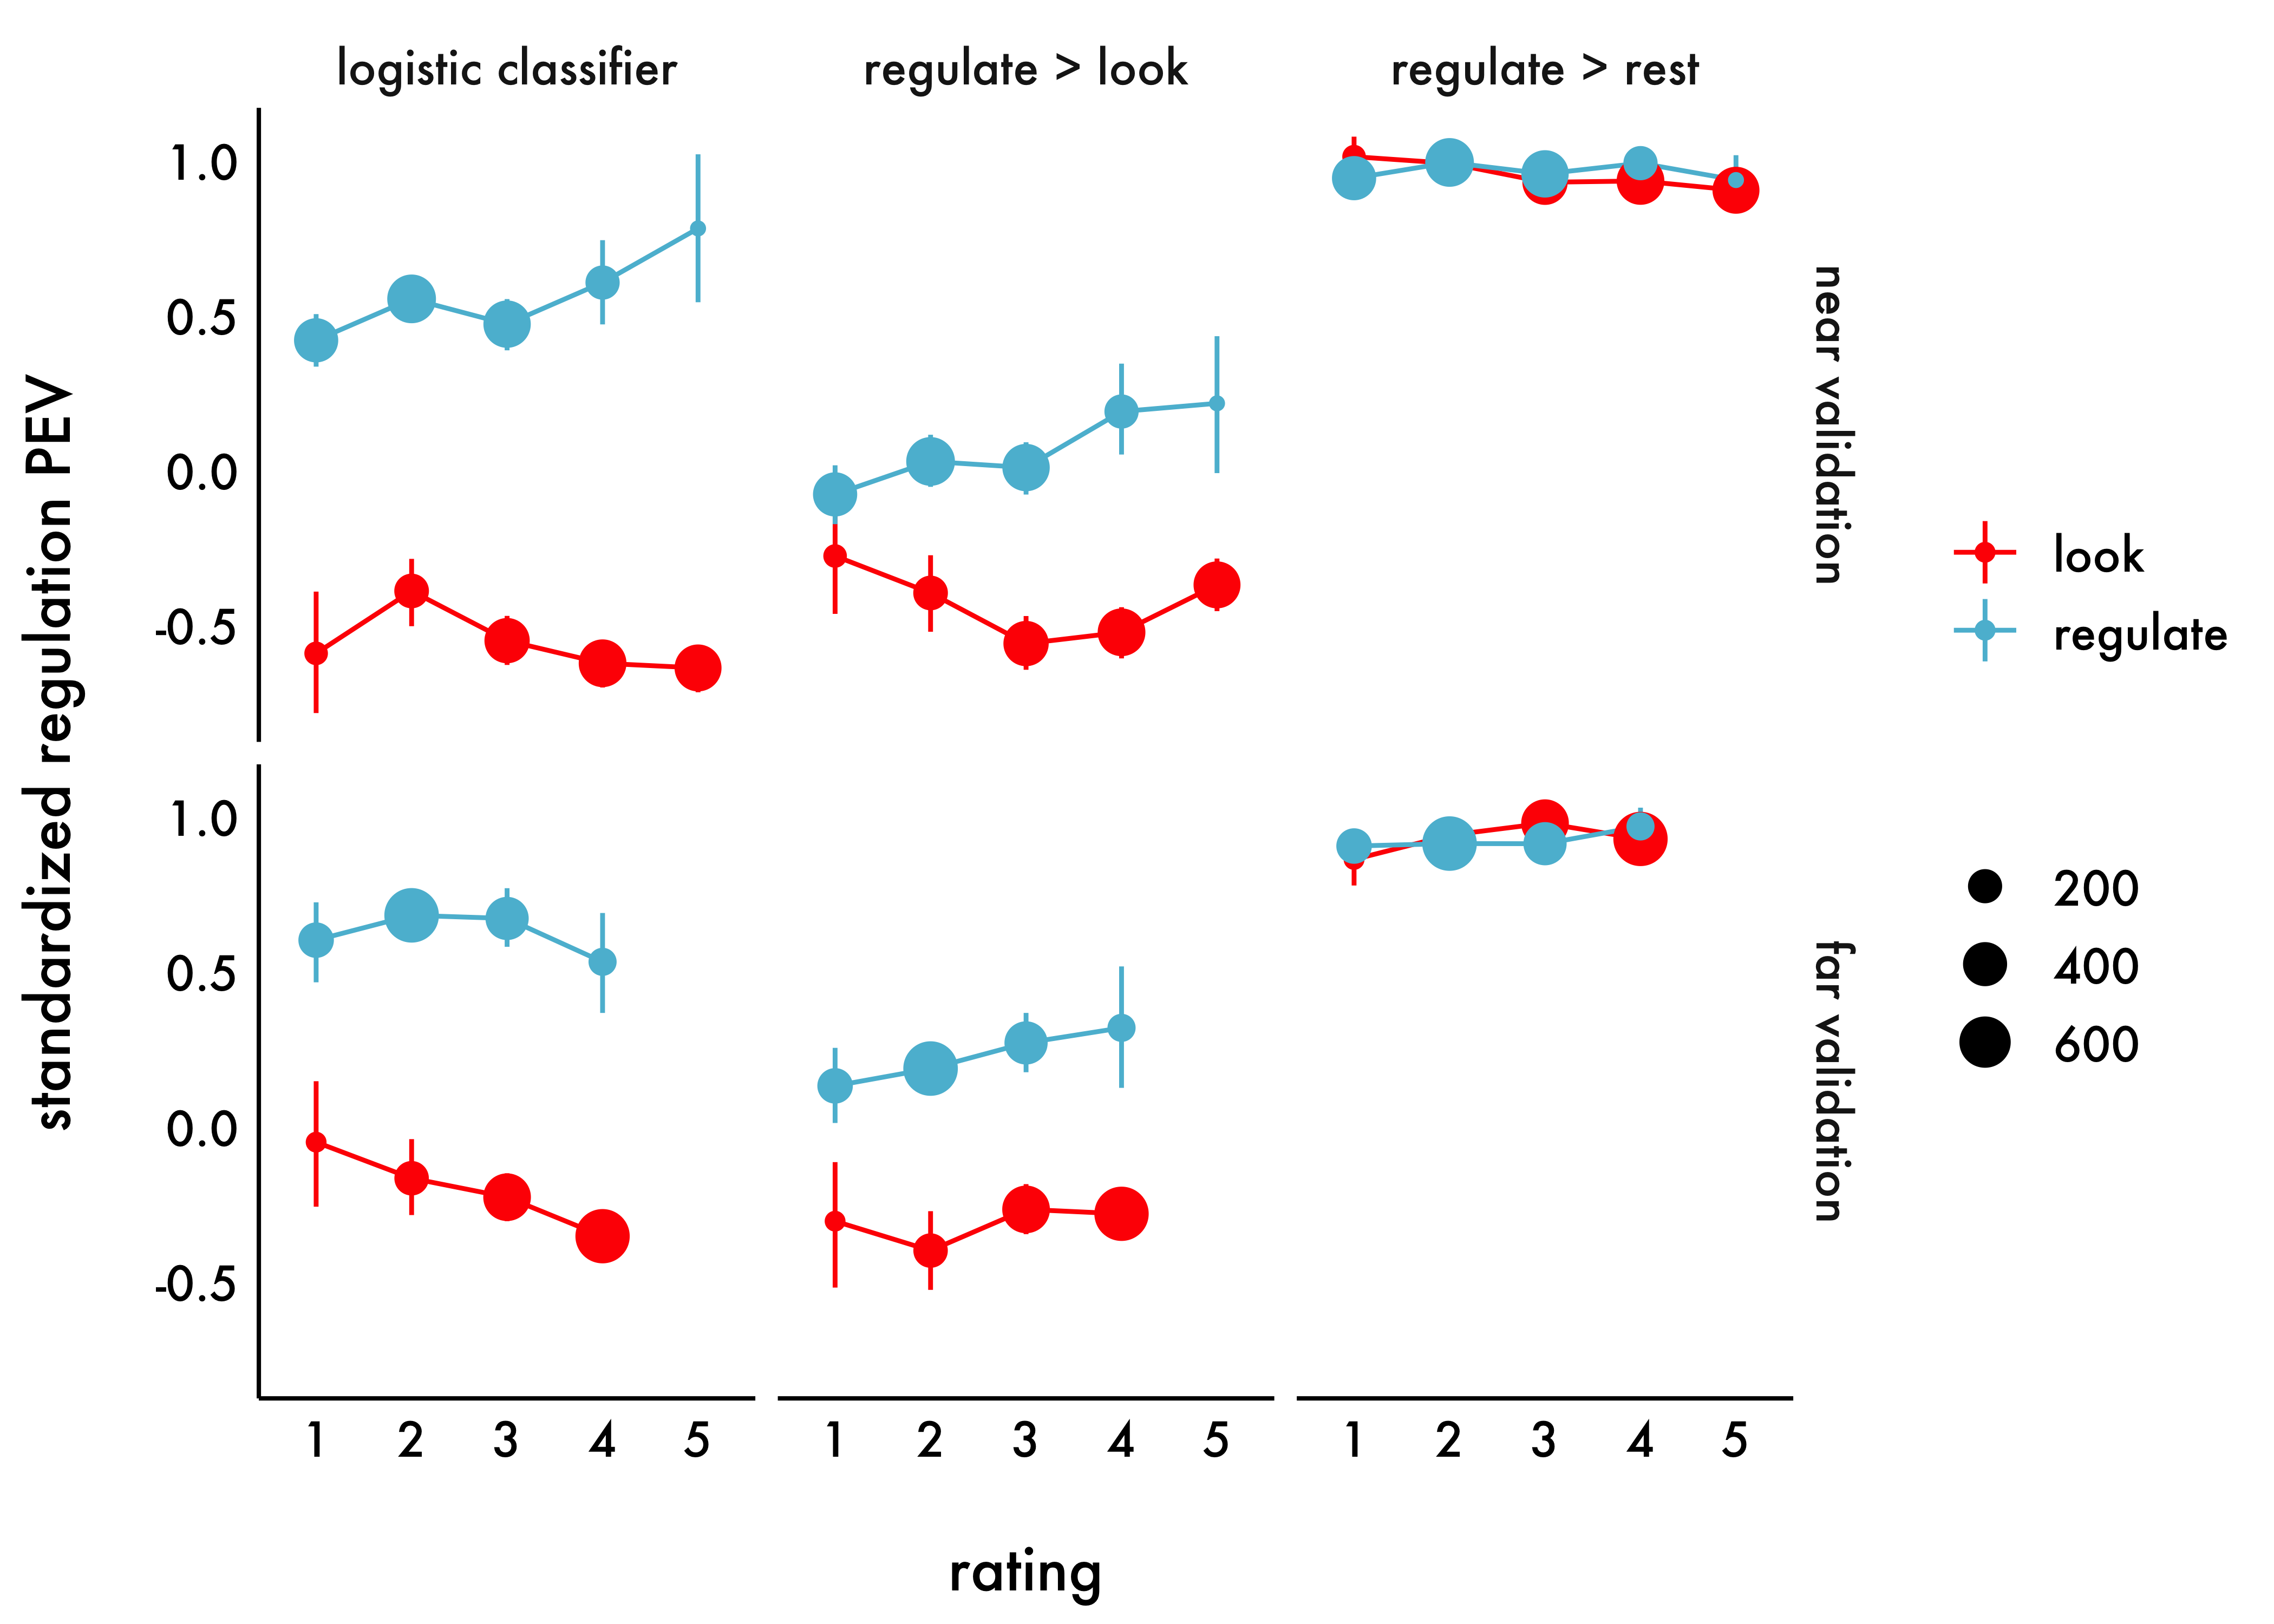 logistic classifier
regulate > look
regulate > rest
standardized regulation PEV
1.0
0.5
0.0
-0.5
near validation
1.0
0.5
0.0
-0.5
far validation
1 2 3 4 5
1 2 3 4 5
1 2 3 4 5
rating
look
regulate
200
400
600